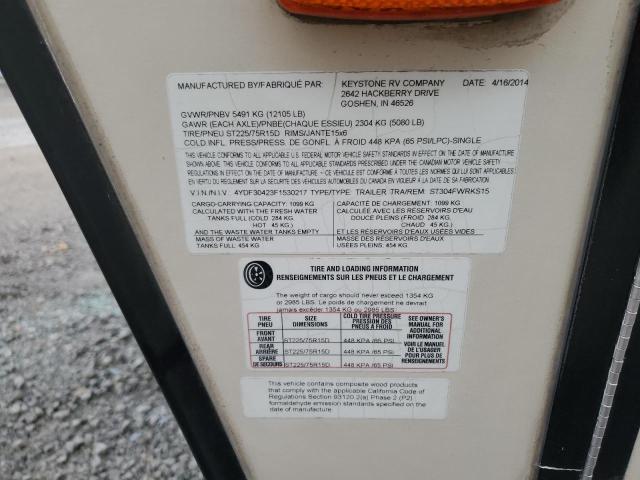 MANUFACTURED BY/FABRIQUÉ PAR: KEYSTONE RV COMPANY DATE: 4/16/2014
2642 HACKBERRY DRIVE
GOSHEN, IN 46526
GVWR/PNBV 5491 KG (12105 LB)
GAWR (EACH AXLE)/PNBE(CHAQUE ESSIEU) 2304 KG (5080 LB)
TIRE/PNEU ST225/75R15D RIMS/JANTE15x6
COLD INFL. PRESS/PRESS. DE GONFL. À FROID 448 KPA (65 PSI/LPC)-SINGLE
THIS VEHICLE CONFORMS TO ALL APPLICABLE U.S. FEDERAL MOTOR VEHICLE SAFETY STANDARDS IN EFFECT ON THE
DATE OF MANUFACTURE SHOWN ABOVE. THIS VEHICLE CONFORMS TO ALL APPLICABLE STANDARDS PRESCRIBED UNDER THE CANADIAN MOTOR VEHICLE SAFETY
REGULATIONS IN EFFECT ON THE DATE OF MANUFACTURE. CE VÉHICULE EST CONFORME À TOUTES LES NORMES QUI LUI SONT APPLICABLES
EN VERTU DU RÈGLEMENT SUR LA SÉCURITÉ DES VÉHICULES AUTOMOBILES DU CANADA EN VIGUEUR À LA DATE DE SA FABRICATION.
V.I.N./N.I.V.: 4YDF30423F1530217 TYPE/TYPE: TRAILER TRA/REM: ST304FWRKS15
CARGO-CARRYING CAPACITY: 1099 KG
CALCULATED WITH THE FRESH WATER
TANKS FULL (COLD 284 KG
HOT 45 KG.)
AND THE WASTE WATER TANKS EMPTY
MASS OF WASTE WATER
TANKS FULL: 454 KG
CAPACITE DE CHARGEMENT: 1099 KG
CALCULÉE AVEC LES RESERVOIRS D'EAU
DOUCE PLEINS (FROID 284 KG
CHAUD 45 KG.)
ET LES RESERVOIRS D'EAUX USEES VIDES
MASSE DES RESERVOIRS D'EAUX
USEES PLEINS: 454 KG
TIRE AND LOADING INFORMATION
RENSEIGNEMENTS SUR LES PNEUS ET LE CHARGEMENT
The weight of cargo should never exceed 1354 KG
or 2985 LBS. Le poids de chargement ne devrait
jamais excéder 1354 KG ou 2985 LBS.
TIRE
PNEU
SIZE
DIMENSIONS
COLD TIRE PRESSURE
PRESSION DES PNEUS
À FROID
SEE OWNER'S
MANUAL FOR
ADDITIONAL
INFORMATION
VOIR LE MANUEL
DE L'USAGER
POUR PLUS DE
RENSEIGNEMENTS
FRONT
AVANT
ST225/75R15D 448 KPA (65 PSI)
REAR
ARRIÈRE
ST225/75R15D 448 KPA (65 PSI)
SPARE
DE SECOURS
ST225/75R15D 448 KPA (65 PSI)
This vehicle contains composite wood products
that comply with the applicable California Code of
Regulations Section 93120.2(a) Phase 2 (P2)
formaldehyde emission standards specified on the
date of manufacture.